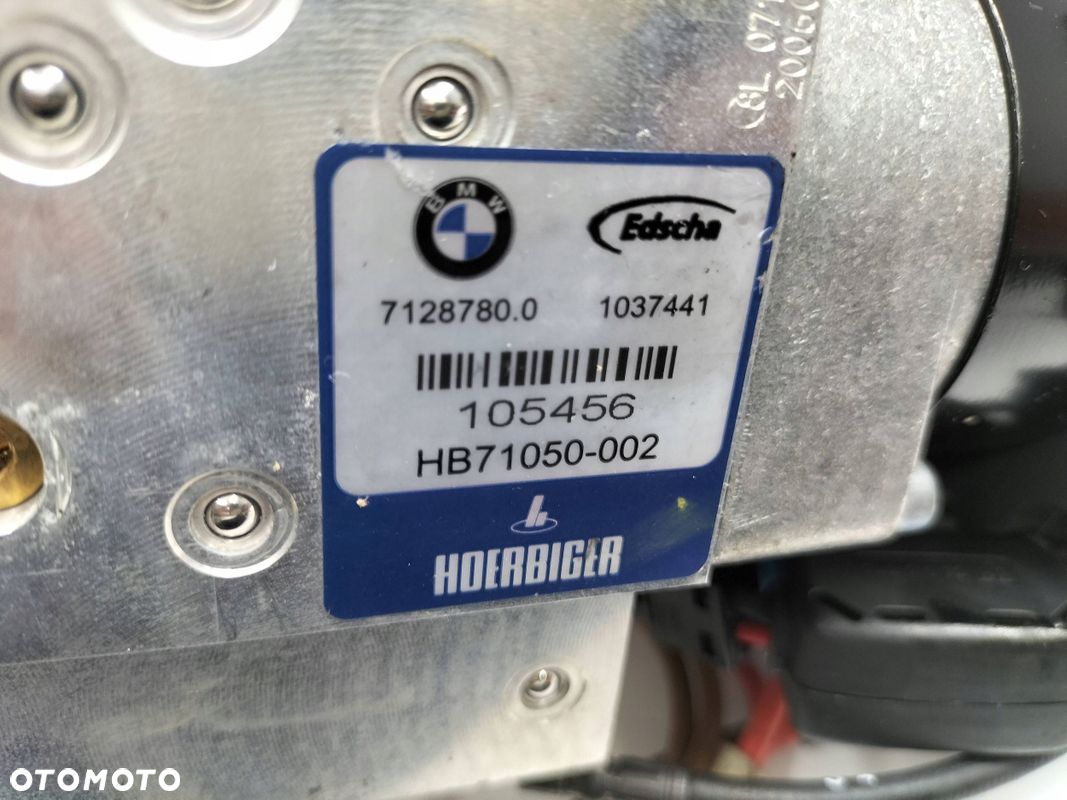 BMW
Edscha
7128780.0 1037441
105456
HB71050-002
HOERBIGER
OTOMOTO